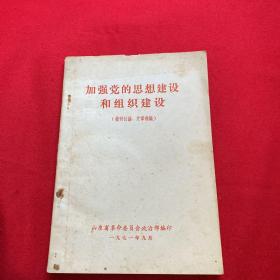 加强党的思想建设
和组织建设
山东省革命委员会政治部编印
一九七一年九月